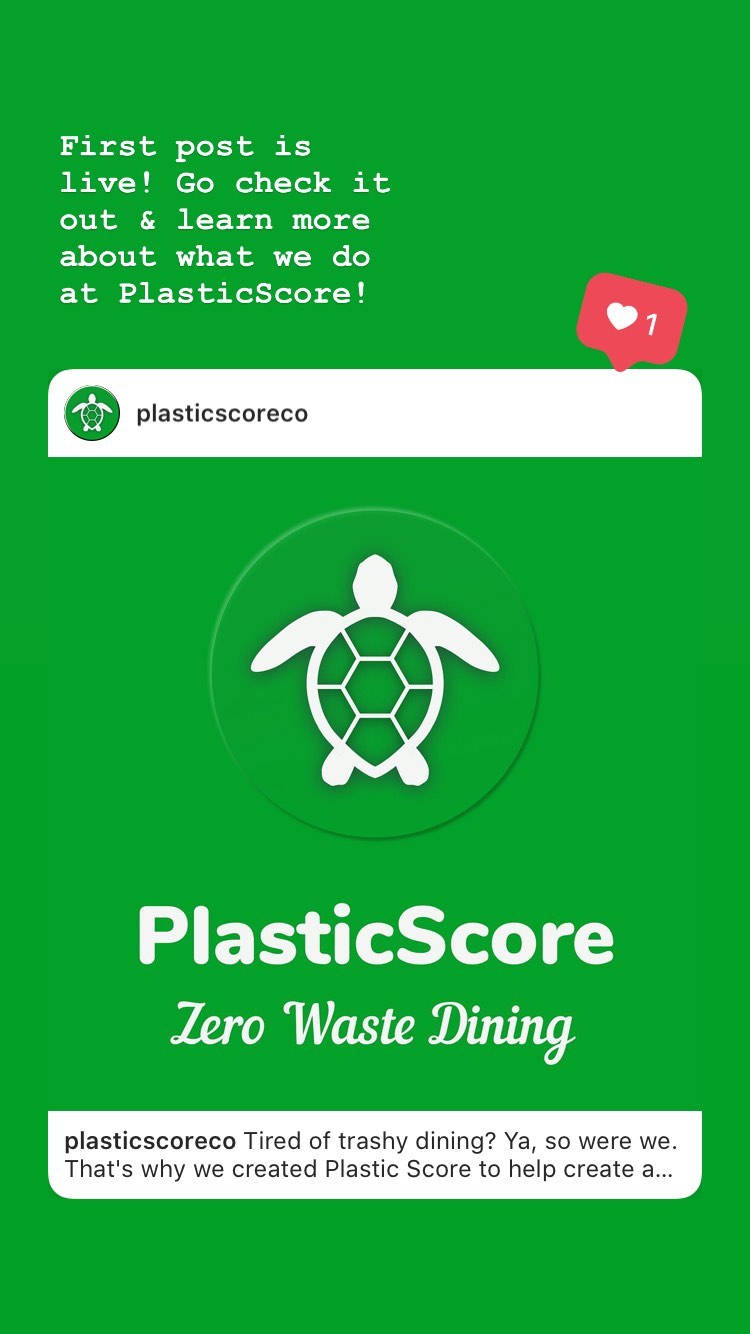 First post is
live! Go check it
out & learn more
about what we do
at PlasticScore!
1
plasticscoreco
PlasticScore
Zero Waste Dining
plasticscoreco Tired of trashy dining? Ya, so were we.
That's why we created Plastic Score to help create a...